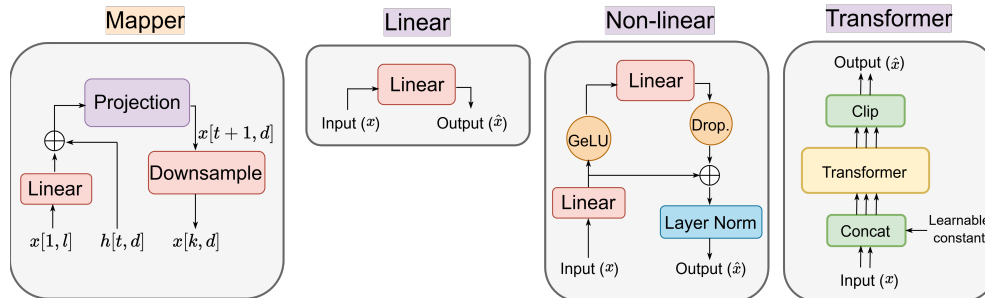 Mapper
Projection
x[t + 1, d]
Downsample
Linear
x[1, l]
h[t, d]
x[k, d]
Linear
Linear
Input (x)
Output (x̂)
Non-linear
Linear
GeLU
Drop.
Linear
Layer Norm
Input (x)
Output (x̂)
Transformer
Output (x̂)
Clip
Transformer
Concat
Learnable
constant
Input (x)